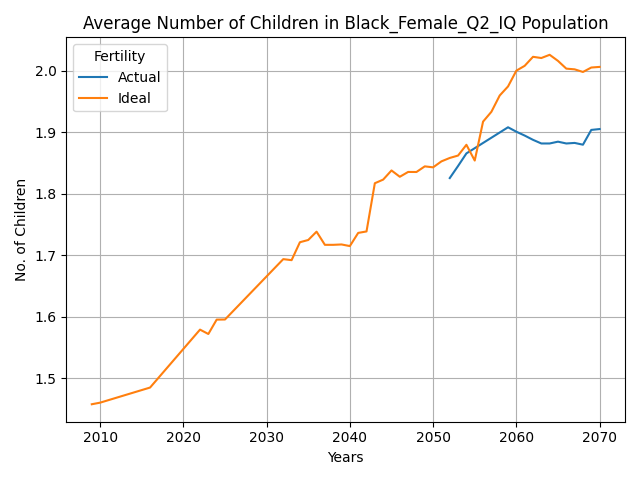 Average Number of Children in Black_Female_Q2_IQ Population
Fertility
Actual
Ideal
No. of Children
2.0
1.9
1.8
1.7
1.6
1.5
2010 2020 2030 2040 2050 2060 2070
Years